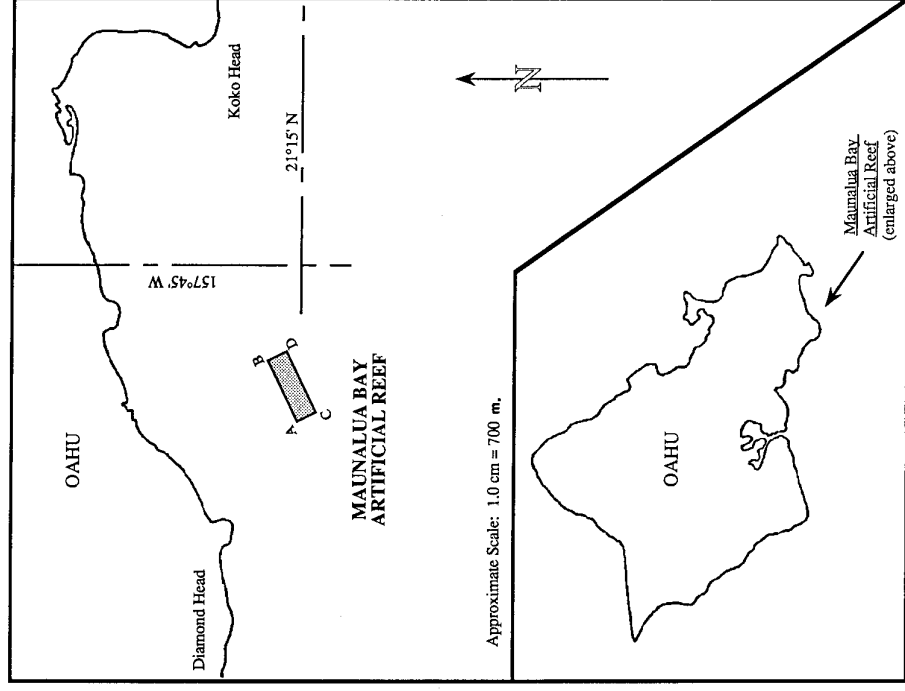 OAHU
Koko Head
21°15' N
157°45' W
Diamond Head
B
D
A
C
MAUNALUA BAY
ARTIFICIAL REEF
N
Approximate Scale: 1.0 cm = 700 m.
OAHU
Maunalua Bay
Artificial Reef
(enlarged above)